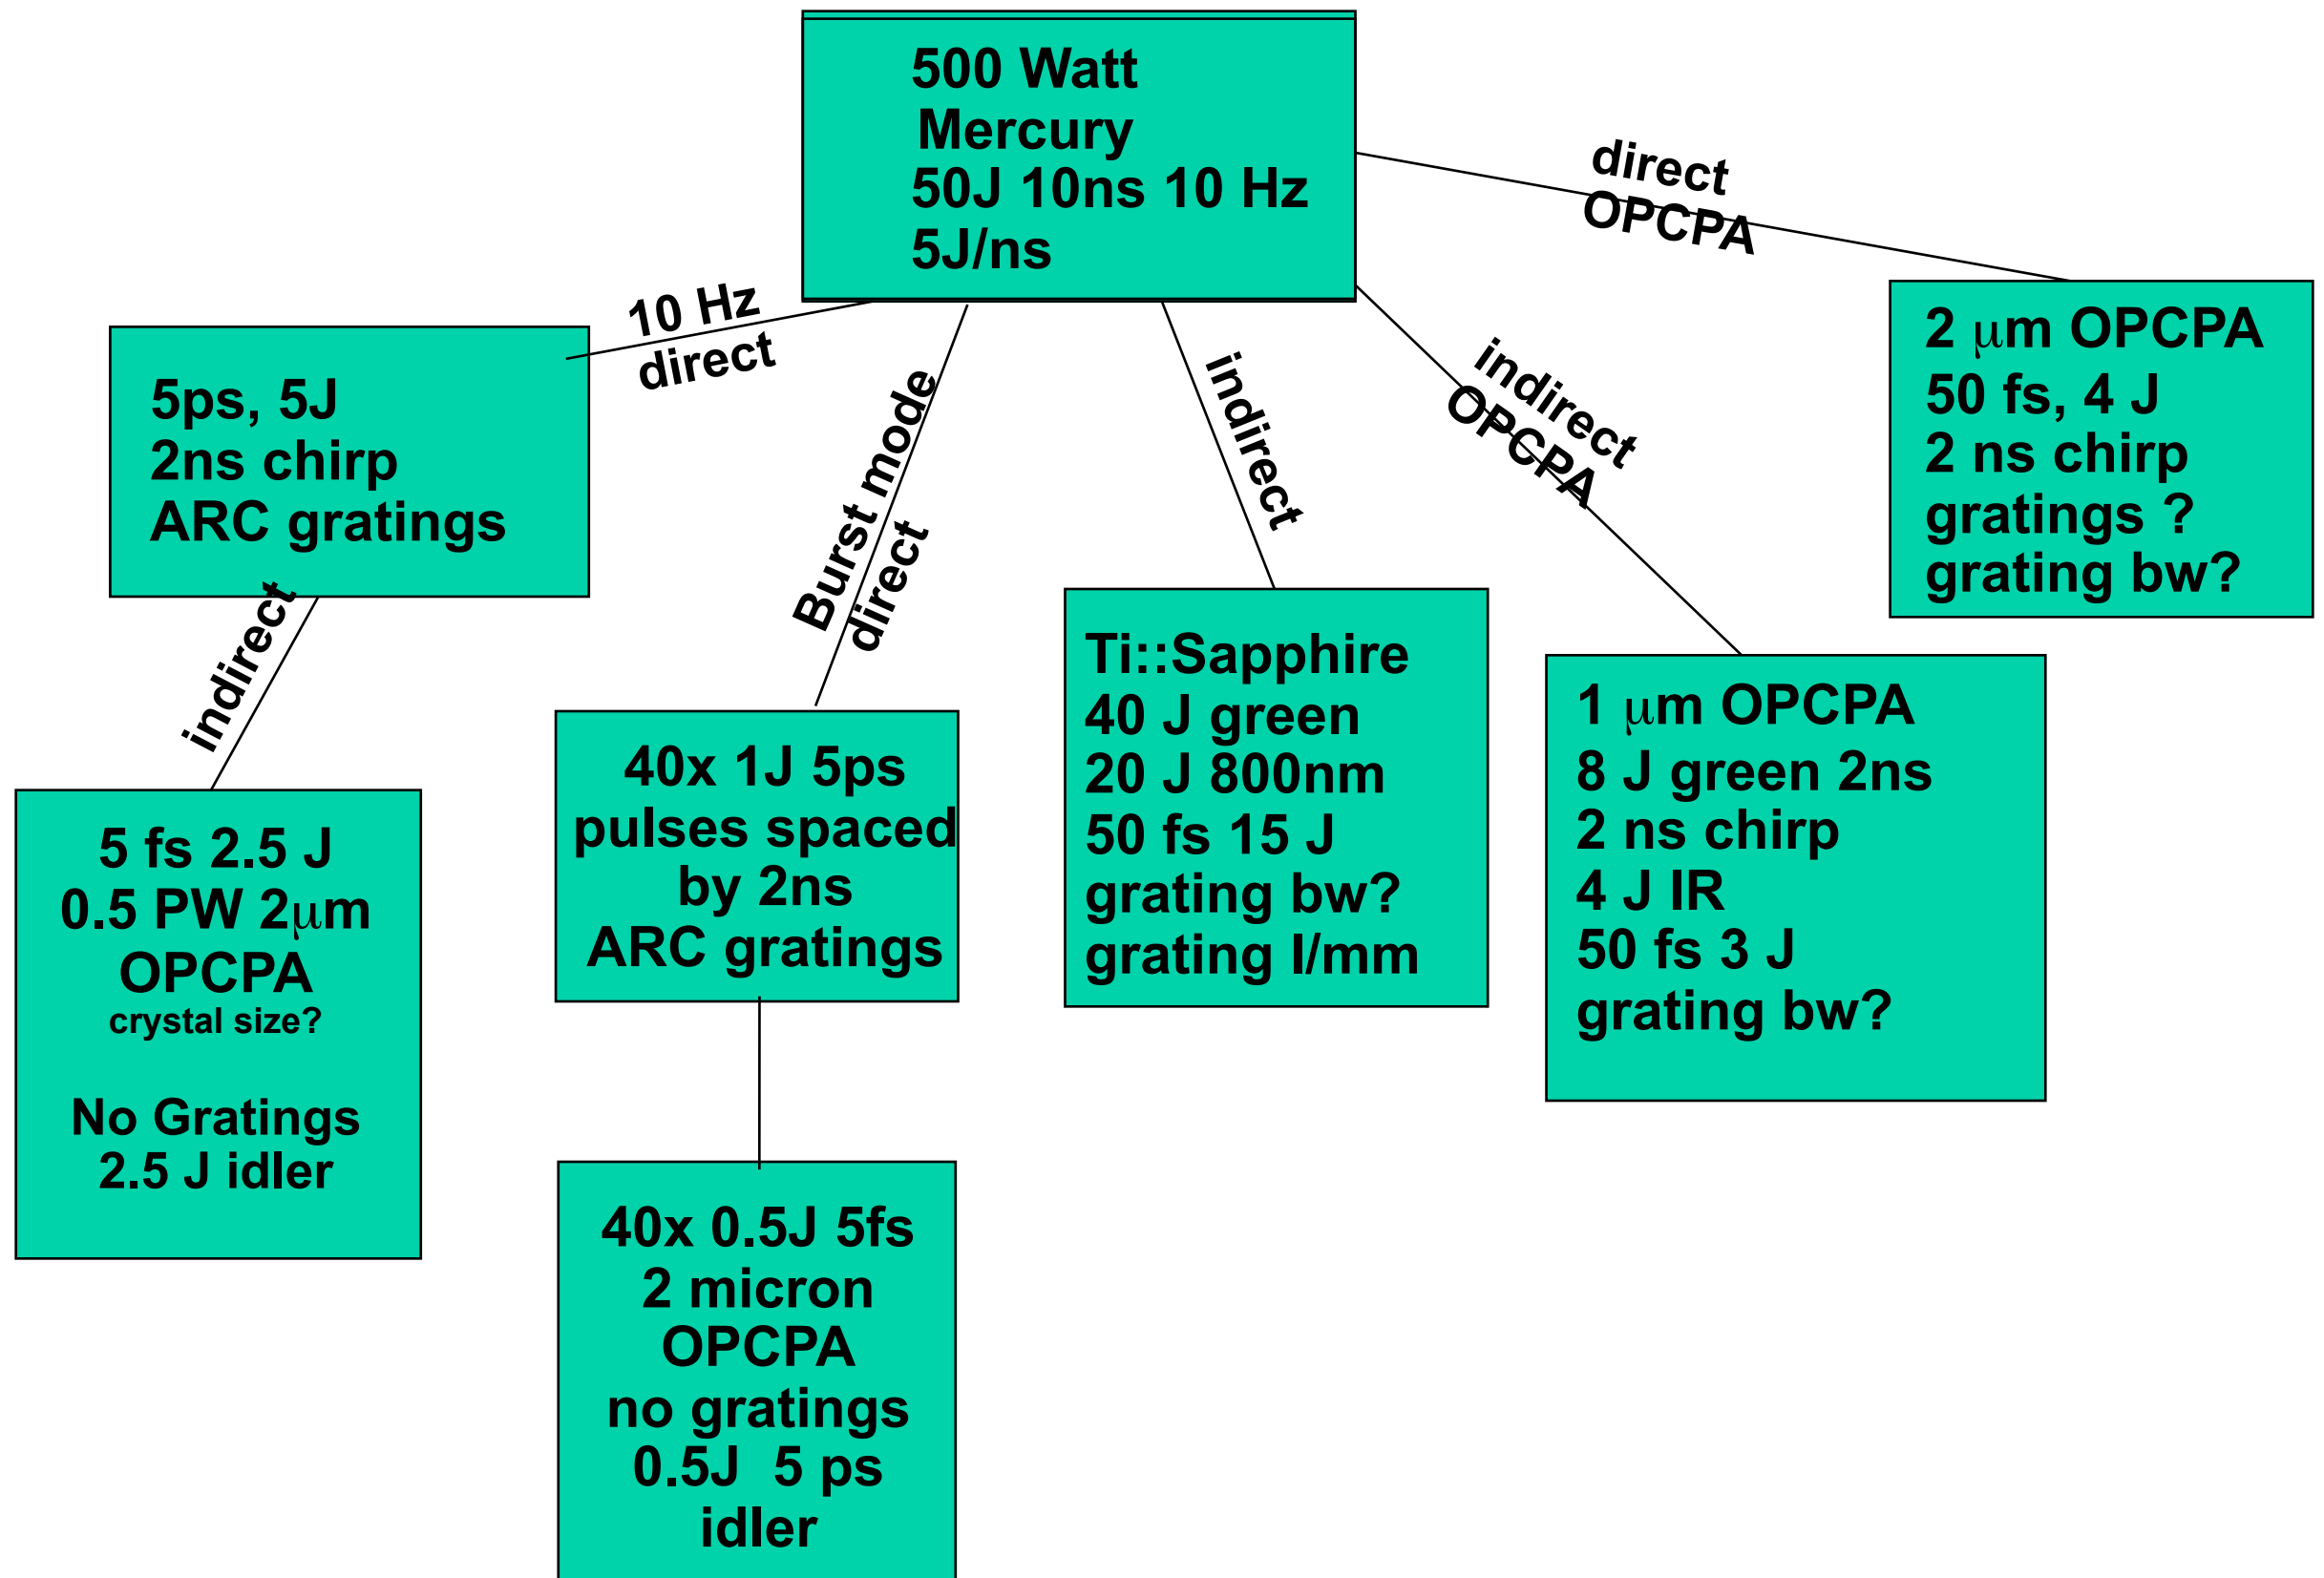 500 Watt
Mercury
50J 10ns 10 Hz
5J/ns
direct
OPCPA
10 Hz
direct
Burst mode
direct
indirect
indirect
OPCPA
2 μm OPCPA
50 fs, 4 J
2 ns chirp
gratings ?
grating bw?
5ps, 5J
2ns chirp
ARC gratings
indirect
Ti::Sapphire
40 J green
20 J 800nm
50 fs 15 J
grating bw?
grating l/mm
1 μm OPCPA
8 J green 2ns
2 ns chirp
4 J IR
50 fs 3 J
grating bw?
40x 1J 5ps
pulses spaced
by 2ns
ARC gratings
5 fs 2.5 J
0.5 PW 2μm
OPCPA
crystal size?
No Gratings
2.5 J idler
40x 0.5J 5fs
2 micron
OPCPA
no gratings
0.5J  5 ps
idler